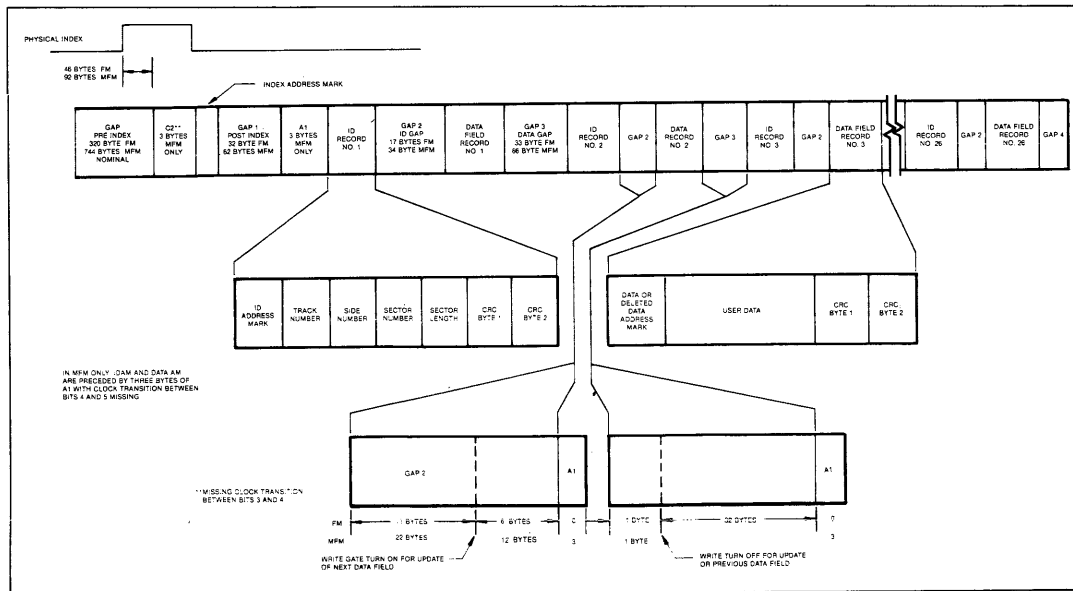 PHYSICAL INDEX
46 BYTES FM
92 BYTES MFM
INDEX ADDRESS MARK
GAP
PRE INDEX
320 BYTE FM
744 BYTES MFM
NOMINAL
C2**
3 BYTES
MFM
ONLY
GAP 1
POST INDEX
32 BYTE FM
62 BYTES MFM
A1
3 BYTES
MFM
ONLY
ID
RECORD
NO. 1
GAP 2
ID GAP
17 BYTES FM
34 BYTE MFM
DATA
FIELD
RECORD
NO. 1
GAP 3
DATA GAP
33 BYTE FM
66 BYTE MFM
ID
RECORD
NO. 2
GAP 2
DATA
RECORD
NO. 2
GAP 3
ID
RECORD
NO. 3
GAP 2
DATA FIELD
RECORD
NO. 3
ID
RECORD
NO. 26
GAP 2
DATA FIELD
RECORD
NO. 26
GAP 4
ID
ADDRESS
MARK
TRACK
NUMBER
SIDE
NUMBER
SECTOR
NUMBER
SECTOR
LENGTH
CRC
BYTE 1
CRC
BYTE 2
DATA OR
DELETED
DATA
ADDRESS
MARK
USER DATA
CRC
BYTE 1
CRC
BYTE 2
IN MFM ONLY IDAM AND DATA AM
ARE PRECEDED BY THREE BYTES OF
A1 WITH CLOCK TRANSITION BETWEEN
BITS 4 AND 5 MISSING
GAP 2
A1
A1
**MISSING CLOCK TRANSITION
BETWEEN BITS 3 AND 4
FM
BYTES
6 BYTES
0
1 BYTE
32 BYTES
0
MFM
22 BYTES
12 BYTES
3
1 BYTE
3
WRITE GATE TURN ON FOR UPDATE
OF NEXT DATA FIELD
WRITE TURN OFF FOR UPDATE
OR PREVIOUS DATA FIELD